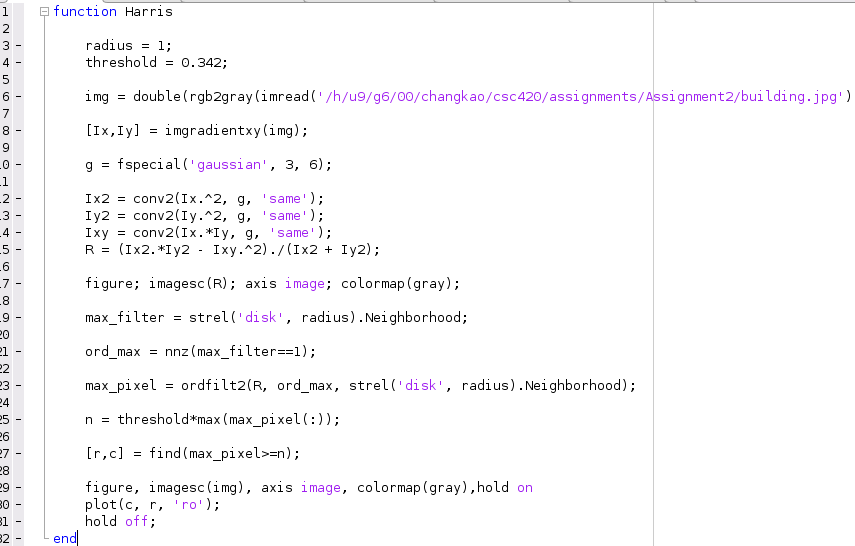 1 function Harris
2
3 - radius = 1;
4 - threshold = 0.342;
5
6 - img = double(rgb2gray(imread('/h/u9/g6/00/changkao/csc420/assignments/Assignment2/building.jpg')
7
8 - [Ix,Iy] = imgradientxy(img);
9
10 - g = fspecial('gaussian', 3, 6);
11
12 - Ix2 = conv2(Ix.^2, g, 'same');
13 - Iy2 = conv2(Iy.^2, g, 'same');
14 - Ixy = conv2(Ix.*Iy, g, 'same');
15 - R = (Ix2.*Iy2 - Ixy.^2)./(Ix2 + Iy2);
16
17 - figure; imagesc(R); axis image; colormap(gray);
18
19 - max_filter = strel('disk', radius).Neighborhood;
20
21 - ord_max = nnz(max_filter==1);
22
23 - max_pixel = ordfilt2(R, ord_max, strel('disk', radius).Neighborhood);
24
25 - n = threshold*max(max_pixel(:));
26
27 - [r,c] = find(max_pixel>=n);
28
29 - figure, imagesc(img), axis image, colormap(gray),hold on
30 - plot(c, r, 'ro');
31 - hold off;
32 - end